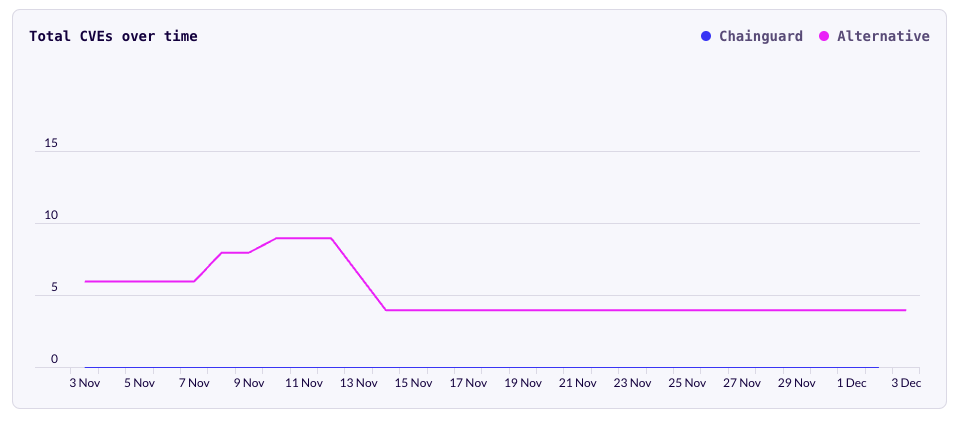 Total CVEs over time
Chainguard Alternative
15
10
5
0
3 Nov 5 Nov 7 Nov 9 Nov 11 Nov 13 Nov 15 Nov 17 Nov 19 Nov 21 Nov 23 Nov 25 Nov 27 Nov 29 Nov 1 Dec 3 Dec